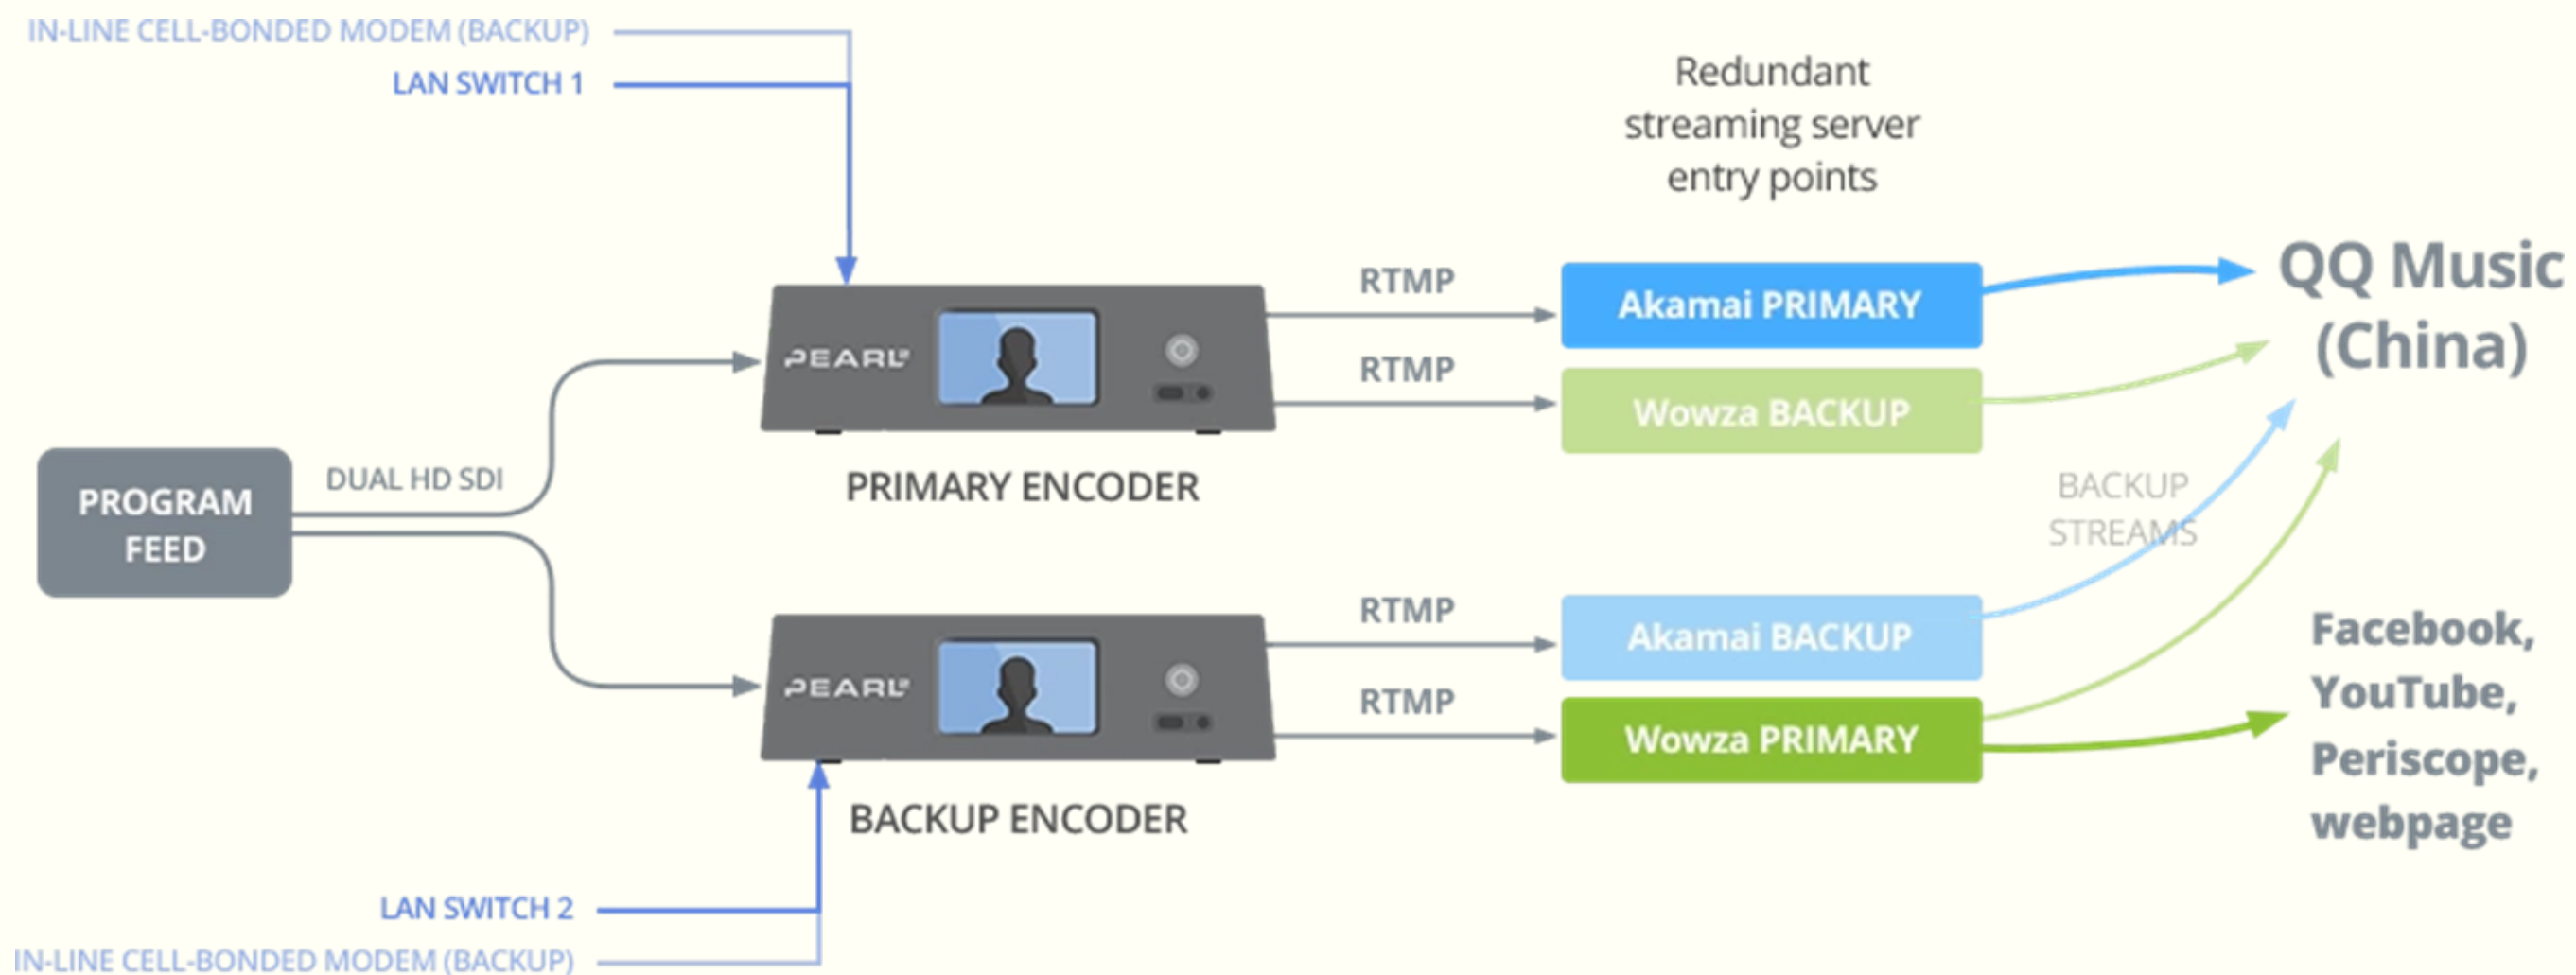 IN-LINE CELL-BONDED MODEM (BACKUP)
LAN SWITCH 1
Redundant
streaming server
entry points
PROGRAM
FEED
DUAL HD SDI
PEARL2
PRIMARY ENCODER
RTMP
RTMP
Akamai PRIMARY
Wowza BACKUP
QQ Music
(China)
BACKUP
STREAMS
PEARL2
BACKUP ENCODER
RTMP
RTMP
Akamai BACKUP
Wowza PRIMARY
Facebook,
YouTube,
Periscope,
webpage
LAN SWITCH 2
IN-LINE CELL-BONDED MODEM (BACKUP)